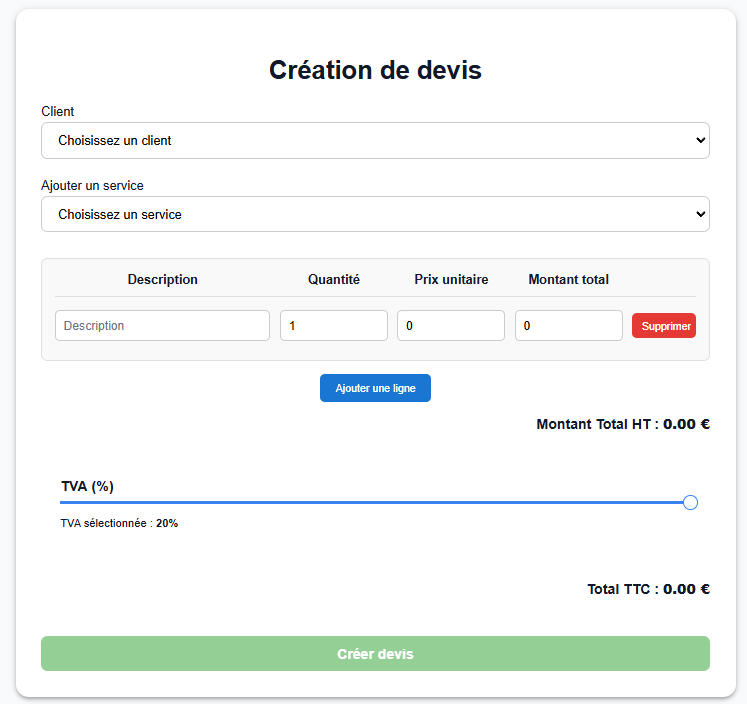 Création de devis
Client
Choisissez un client
Ajouter un service
Choisissez un service
Description Quantité Prix unitaire Montant total
Description 1 0 0 Supprimer
Ajouter une ligne
Montant Total HT : 0.00 €
TVA (%)
TVA sélectionnée : 20%
Total TTC : 0.00 €
Créer devis